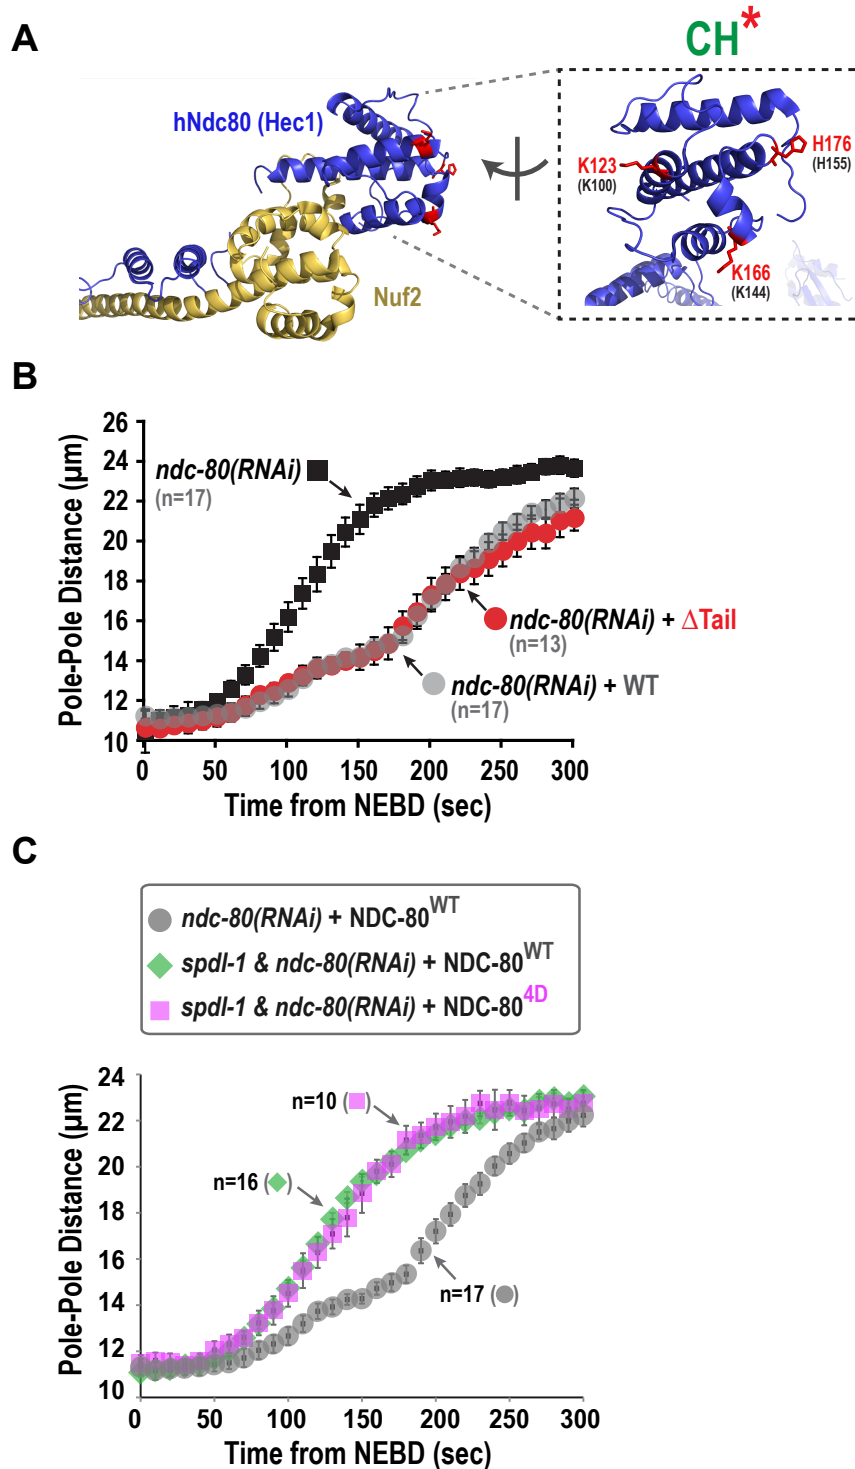 A
CH*
hNdc80 (Hec1)
Nuf2
K123
(K100)
H176
(H155)
K166
(K144)
B
Pole-Pole Distance (µm)
26
24
22
20
18
16
14
12
10
ndc-80(RNAi)
(n=17)
ndc-80(RNAi) + ΔTail
(n=13)
ndc-80(RNAi) + WT
(n=17)
0 50 100 150 200 250 300
Time from NEBD (sec)
C
ndc-80(RNAi) + NDC-80WT
spdl-1 & ndc-80(RNAi) + NDC-80WT
spdl-1 & ndc-80(RNAi) + NDC-804D
Pole-Pole Distance (µm)
24
22
20
18
16
14
12
10
n=10 ( )
n=16 ( )
n=17 ( )
0 50 100 150 200 250 300
Time from NEBD (sec)